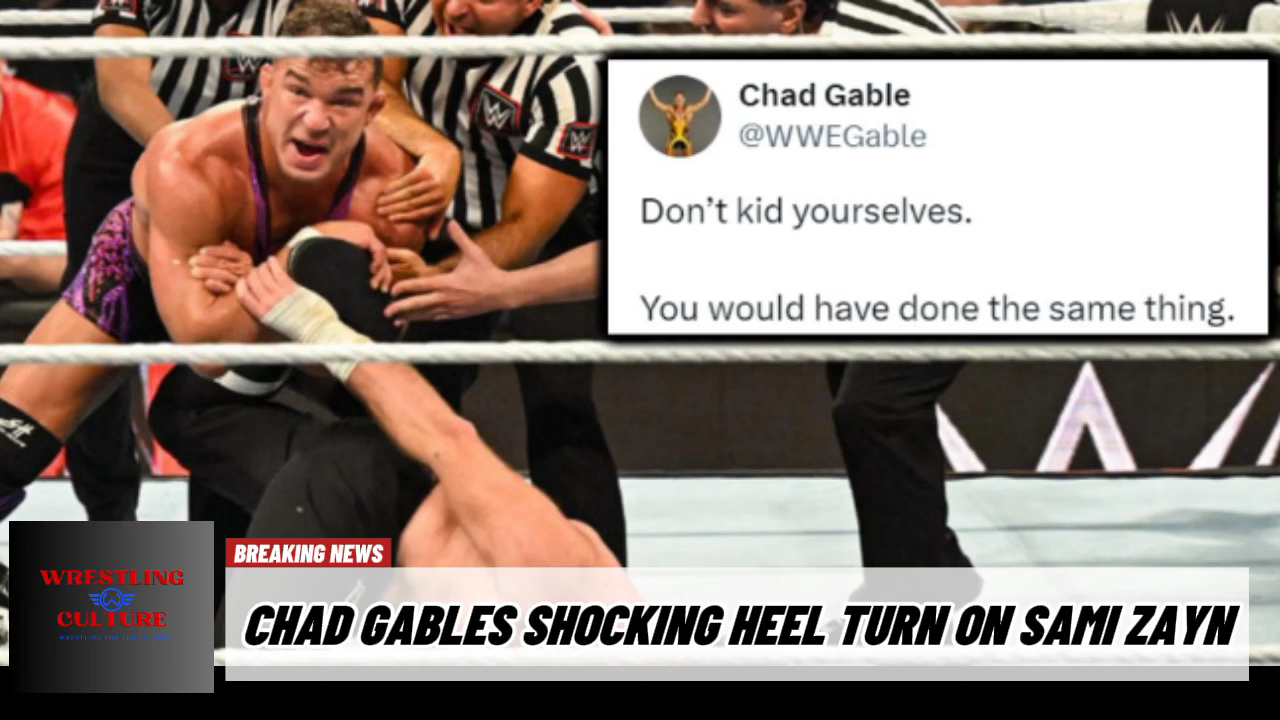 Chad Gable
@WWEGable
Don't kid yourselves.
You would have done the same thing.
WRESTLING
CULTURE
BREAKING NEWS
CHAD GABLES SHOCKING HEEL TURN ON SAMI ZAYN